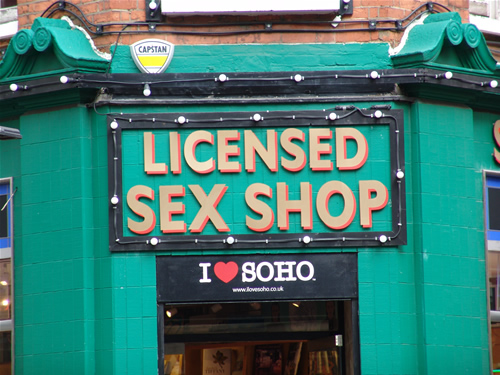 CAPSTAN
LICENSED
SEX SHOP
I ❤ SOHO
www.ilovesoho.co.uk